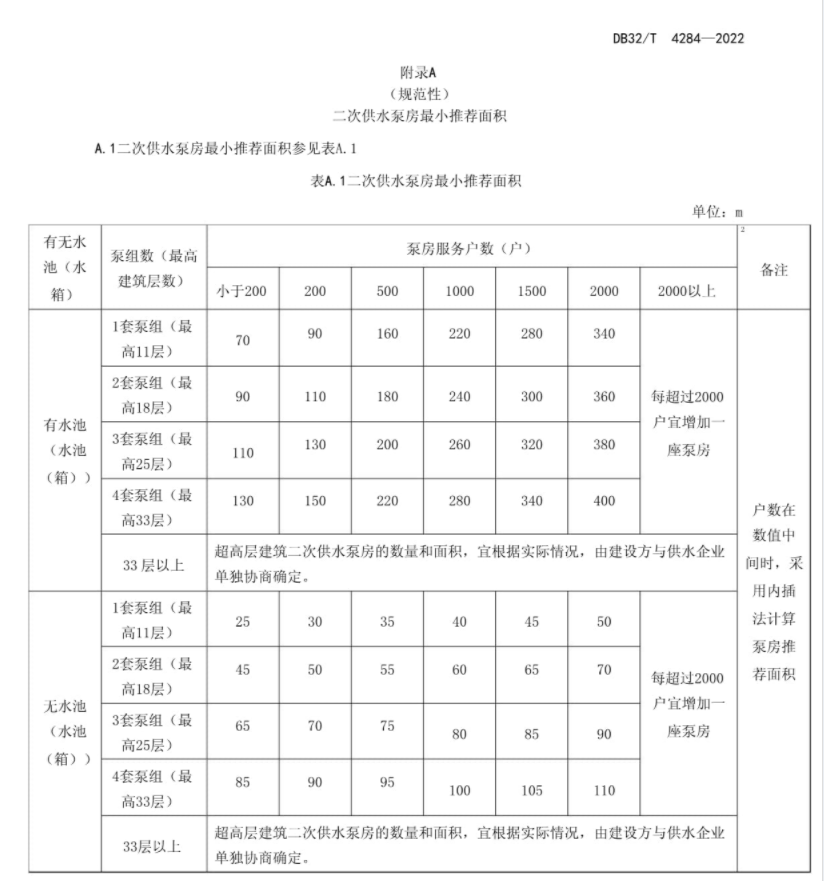 DB32/T 4284—2022
附录A
（规范性）
二次供水泵房最小推荐面积
A.1二次供水泵房最小推荐面积参见表A.1
表A.1二次供水泵房最小推荐面积
单位：m
2
有无水
池（水
箱）
泵组数（最高
建筑层数）
泵房服务户数（户）
备注
小于200 200 500 1000 1500 2000 2000以上
有水池
（水池
（箱））
1套泵组（最
高11层）
70 90 160 220 280 340
2套泵组（最
高18层）
90 110 180 240 300 360
3套泵组（最
高25层）
110 130 200 260 320 380
4套泵组（最
高33层）
130 150 220 280 340 400
每超过2000
户宜增加一
座泵房
33 层以上
超高层建筑二次供水泵房的数量和面积，宜根据实际情况，由建设方与供水企业
单独协商确定。
无水池
（水池
（箱））
1套泵组（最
高11层）
25 30 35 40 45 50
2套泵组（最
高18层）
45 50 55 60 65 70
3套泵组（最
高25层）
65 70 75 80 85 90
4套泵组（最
高33层）
85 90 95 100 105 110
每超过2000
户宜增加一
座泵房
33层以上
超高层建筑二次供水泵房的数量和面积，宜根据实际情况，由建设方与供水企业
单独协商确定。
户数在
数值中
间时，采
用内插
法计算
泵房推
荐面积